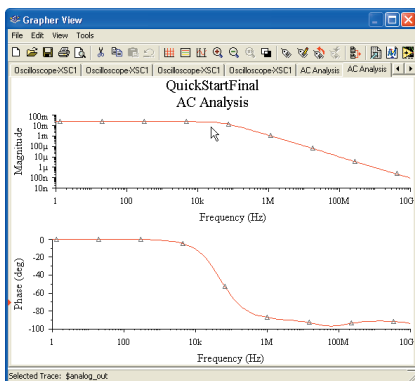 Grapher View
File Edit View Tools
Oscilloscope-XSC1 Oscilloscope-XSC1 Oscilloscope-XSC1 Oscilloscope-XSC1 AC Analysis AC Analysis
QuickStartFinal
AC Analysis
Magnitude
100m
10m
1m
100µ
10µ
1µ
100n
10n
1 100 10k 1M 100M 10G
Frequency (Hz)
Phase (deg)
0
-20
-40
-60
-80
-100
1 100 10k 1M 100M 10G
Frequency (Hz)
Selected Trace: $analog_out